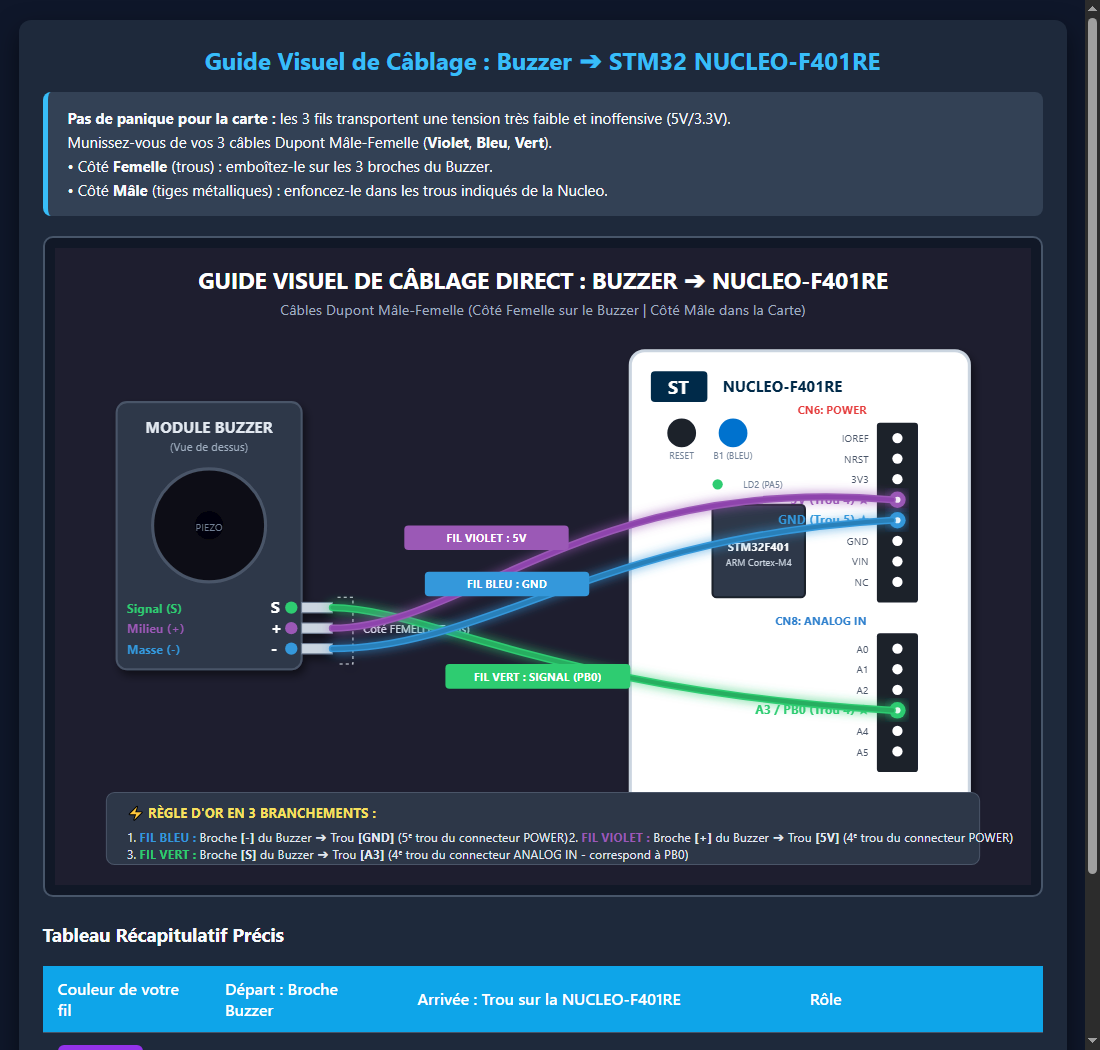 Guide Visuel de Câblage : Buzzer ➔ STM32 NUCLEO-F401RE
Pas de panique pour la carte : les 3 fils transportent une tension très faible et inoffensive (5V/3.3V).
Munissez-vous de vos 3 câbles Dupont Mâle-Femelle (Violet, Bleu, Vert).
• Côté Femelle (trous) : emboîtez-le sur les 3 broches du Buzzer.
• Côté Mâle (tiges métalliques) : enfoncez-le dans les trous indiqués de la Nucleo.
GUIDE VISUEL DE CÂBLAGE DIRECT : BUZZER ➔ NUCLEO-F401RE
Câbles Dupont Mâle-Femelle (Côté Femelle sur le Buzzer | Côté Mâle dans la Carte)
MODULE BUZZER
(Vue de dessus)
PIEZO
Signal (S)
S
Milieu (+)
+
Masse (-)
-
Côté FEMELLE
FIL VIOLET : 5V
FIL BLEU : GND
FIL VERT : SIGNAL (PB0)
ST
NUCLEO-F401RE
CN6: POWER
RESET
B1 (BLEU)
LD2 (PA5)
STM32F401
ARM Cortex-M4
IOREF
NRST
3V3
5V (Trou 4) ★
GND (Trou 5) ★
GND
VIN
NC
CN8: ANALOG IN
A0
A1
A2
A3 / PB0 (Trou 4) ★
A4
A5
⚡ RÈGLE D'OR EN 3 BRANCHEMENTS :
1. FIL BLEU : Broche [-] du Buzzer ➔ Trou [GND] (5ᵉ trou du connecteur POWER)2. FIL VIOLET : Broche [+] du Buzzer ➔ Trou [5V] (4ᵉ trou du connecteur POWER)
3. FIL VERT : Broche [S] du Buzzer ➔ Trou [A3] (4ᵉ trou du connecteur ANALOG IN - correspond à PB0)
Tableau Récapitulatif Précis
Couleur de votre
fil
Départ : Broche
Buzzer
Arrivée : Trou sur la NUCLEO-F401RE
Rôle